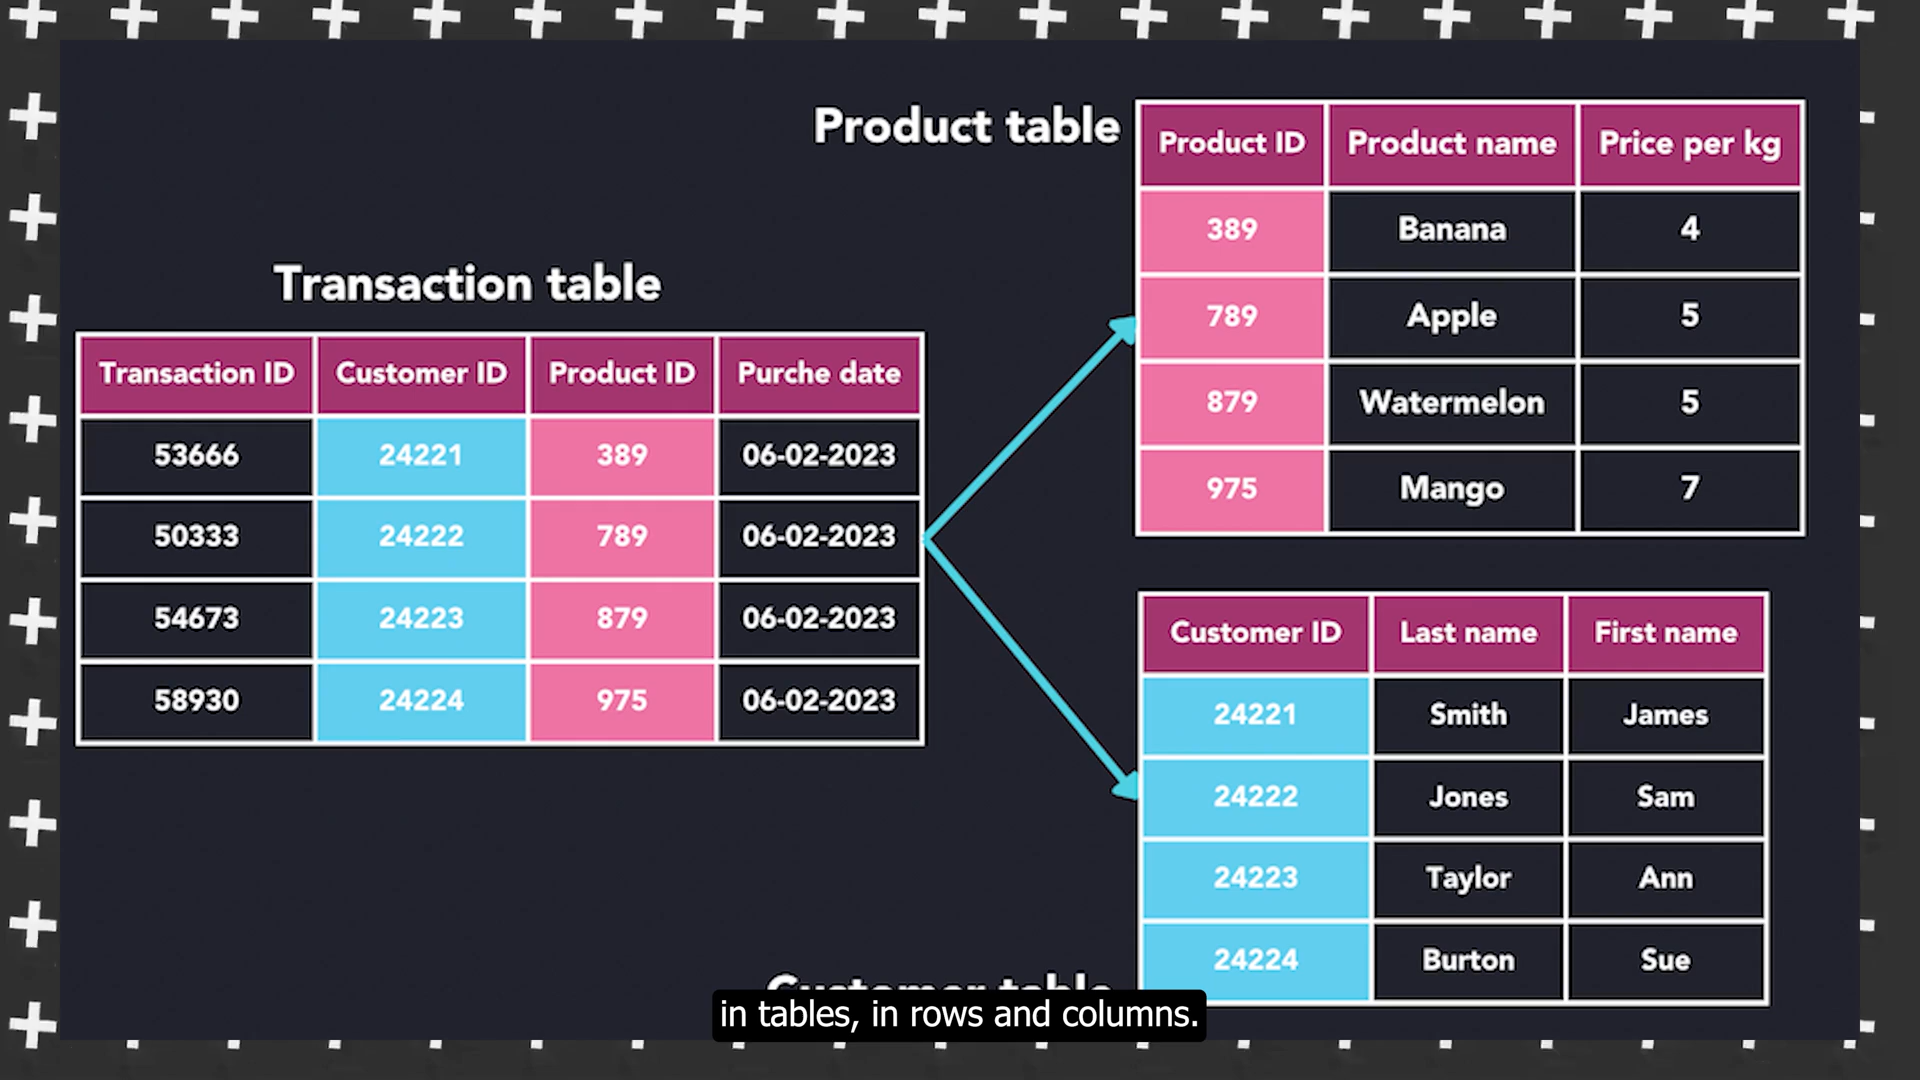 Product table
Product ID Product name Price per kg
389 Banana 4
789 Apple 5
879 Watermelon 5
975 Mango 7
Transaction table
Transaction ID Customer ID Product ID Purche date
53666 24221 389 06-02-2023
50333 24222 789 06-02-2023
54673 24223 879 06-02-2023
58930 24224 975 06-02-2023
Customer ID Last name First name
24221 Smith James
24222 Jones Sam
24223 Taylor Ann
24224 Burton Sue
Customer table
in tables, in rows and columns.